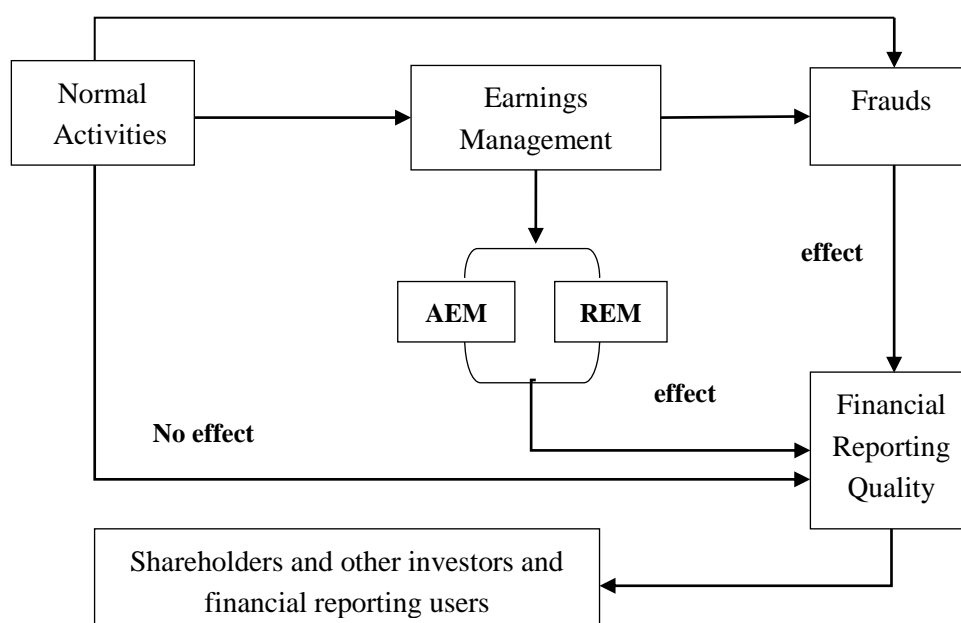 Normal
Activities
Earnings
Management
Frauds
effect
AEM
REM
effect
No effect
Financial
Reporting
Quality
Shareholders and other investors and
financial reporting users